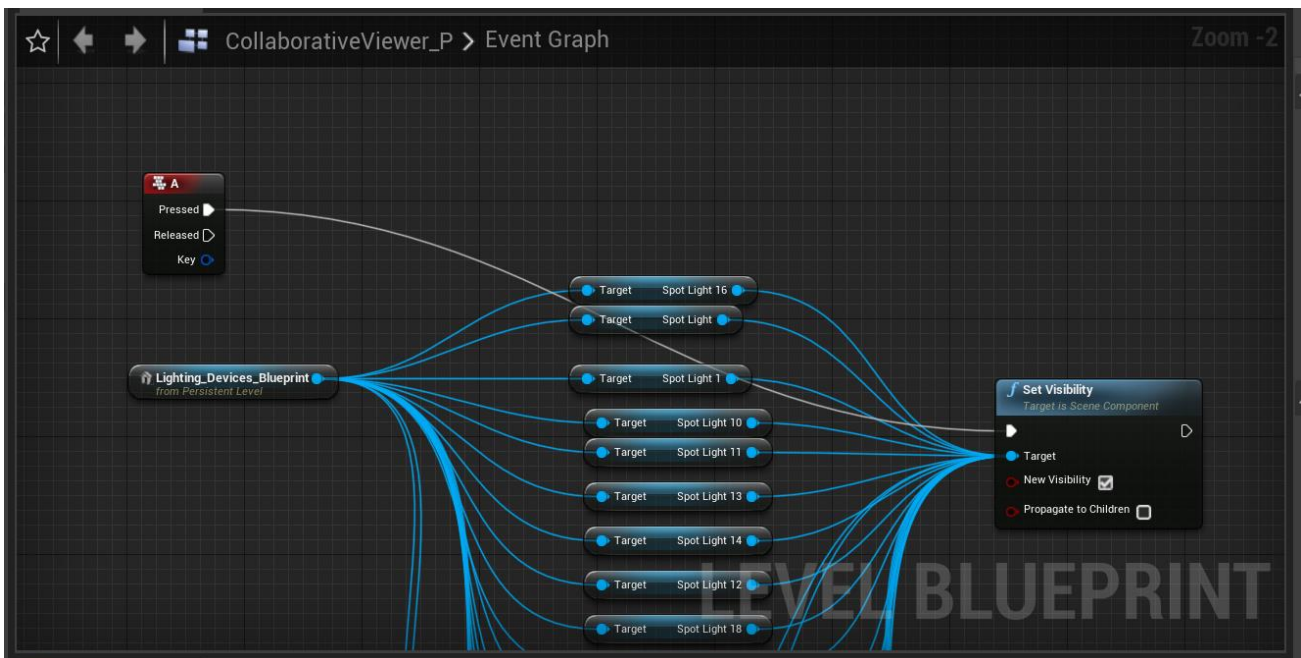 CollaborativeViewer_P > Event Graph
Zoom -2
A
Pressed
Released
Key
Lighting_Devices_Blueprint
from Persistent Level
Target Spot Light 16
Target Spot Light
Target Spot Light 1
Target Spot Light 10
Target Spot Light 11
Target Spot Light 13
Target Spot Light 14
Target Spot Light 12
Target Spot Light 18
f Set Visibility
Target is Scene Component
Target
New Visibility
Propagate to Children
LEVEL BLUEPRINT